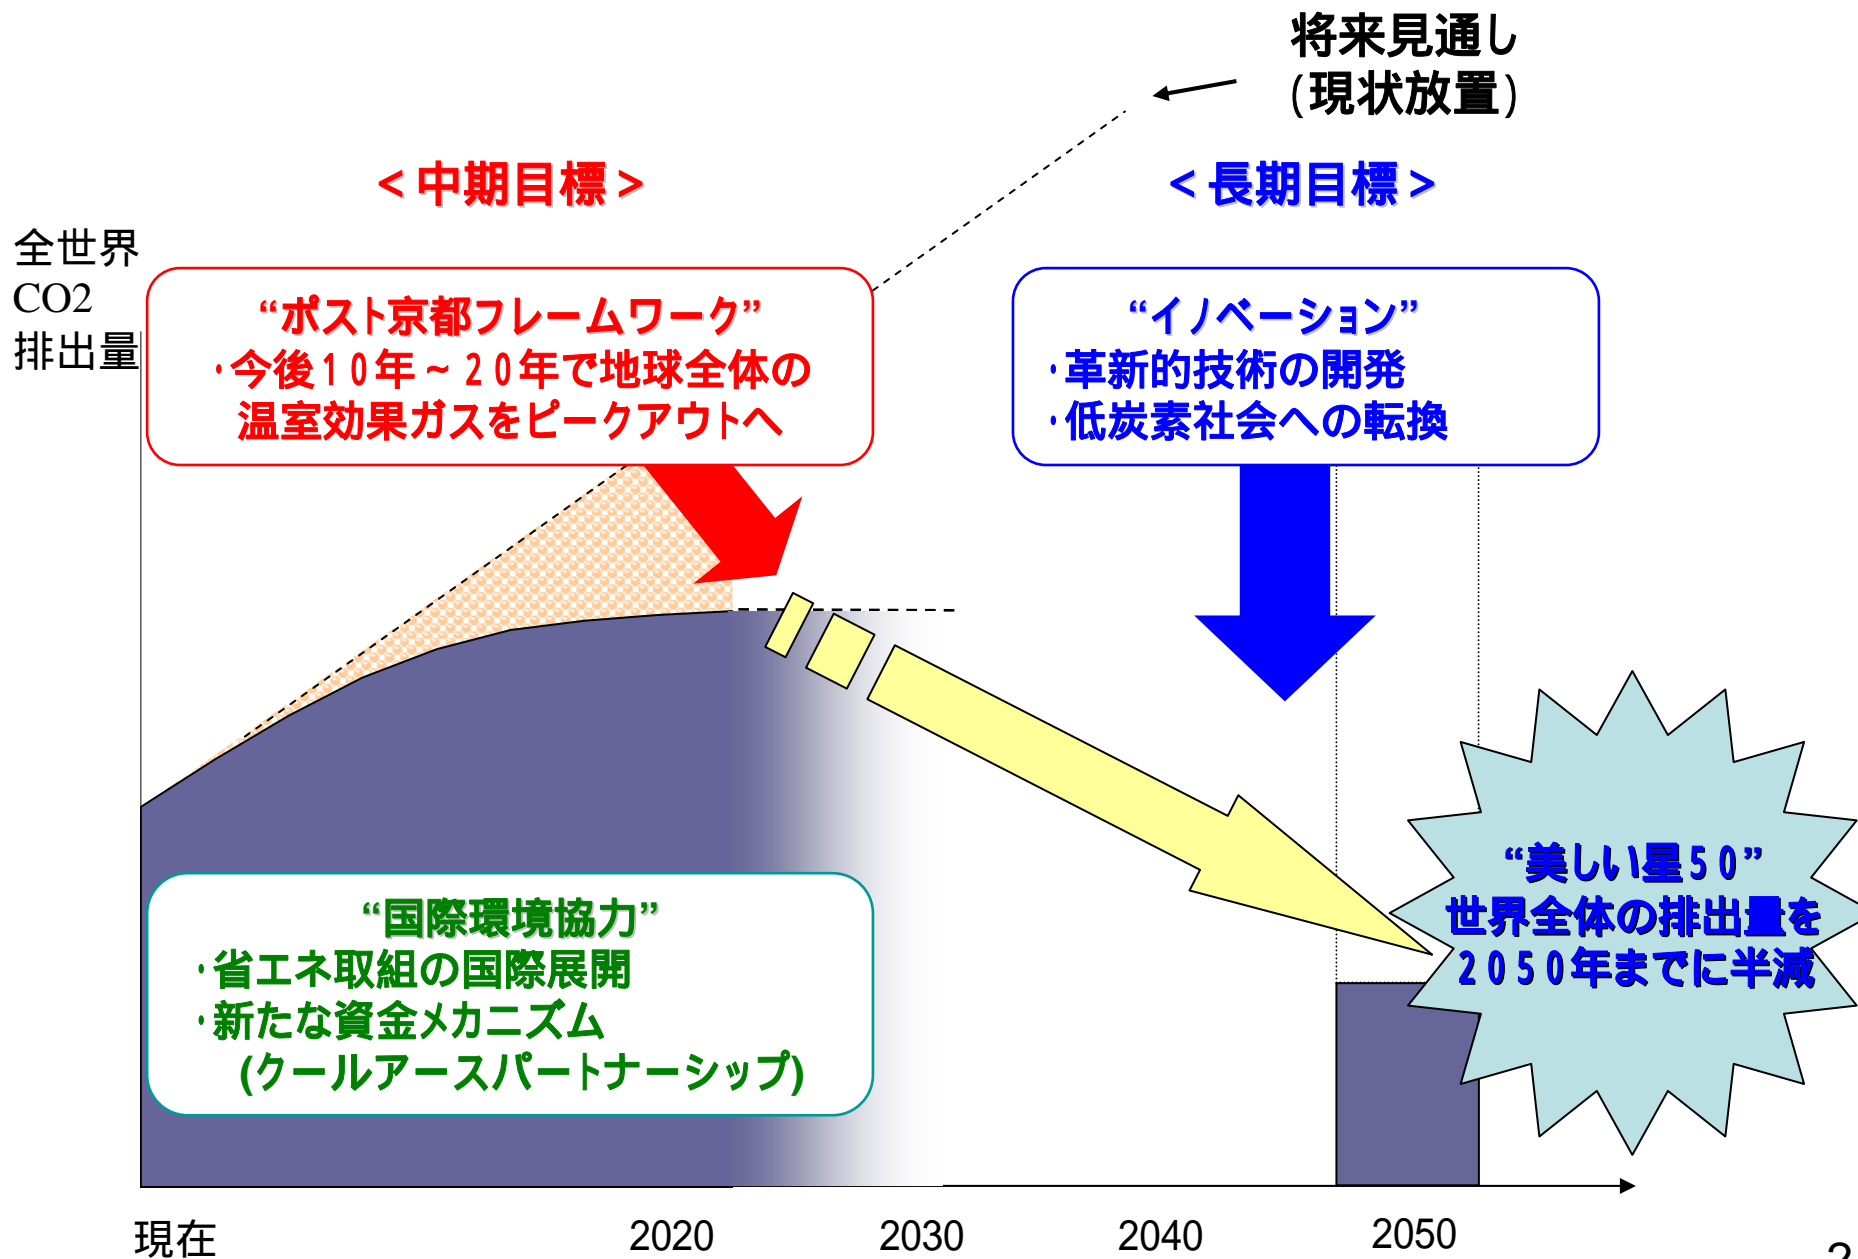 将来見通し
(現状放置)
<中期目標>
<長期目標>
全世界
CO2
排出量
“ポスト京都フレームワーク”
・今後10年~20年で地球全体の
温室効果ガスをピークアウトへ
“イノベーション”
・革新的技術の開発
・低炭素社会への転換
“美しい星50”
世界全体の排出量を
2050年までに半減
“国際環境協力”
・省エネ取組の国際展開
・新たな資金メカニズム
(クールアースパートナーシップ)
現在
2020
2030
2040
2050